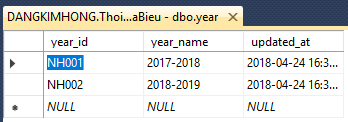 DANGKIMHONG.Thoi...aBieu - dbo.year
year_id year_name updated_at
NH001 2017-2018 2018-04-24 16:3...
NH002 2018-2019 2018-04-24 16:3...
NULL NULL NULL